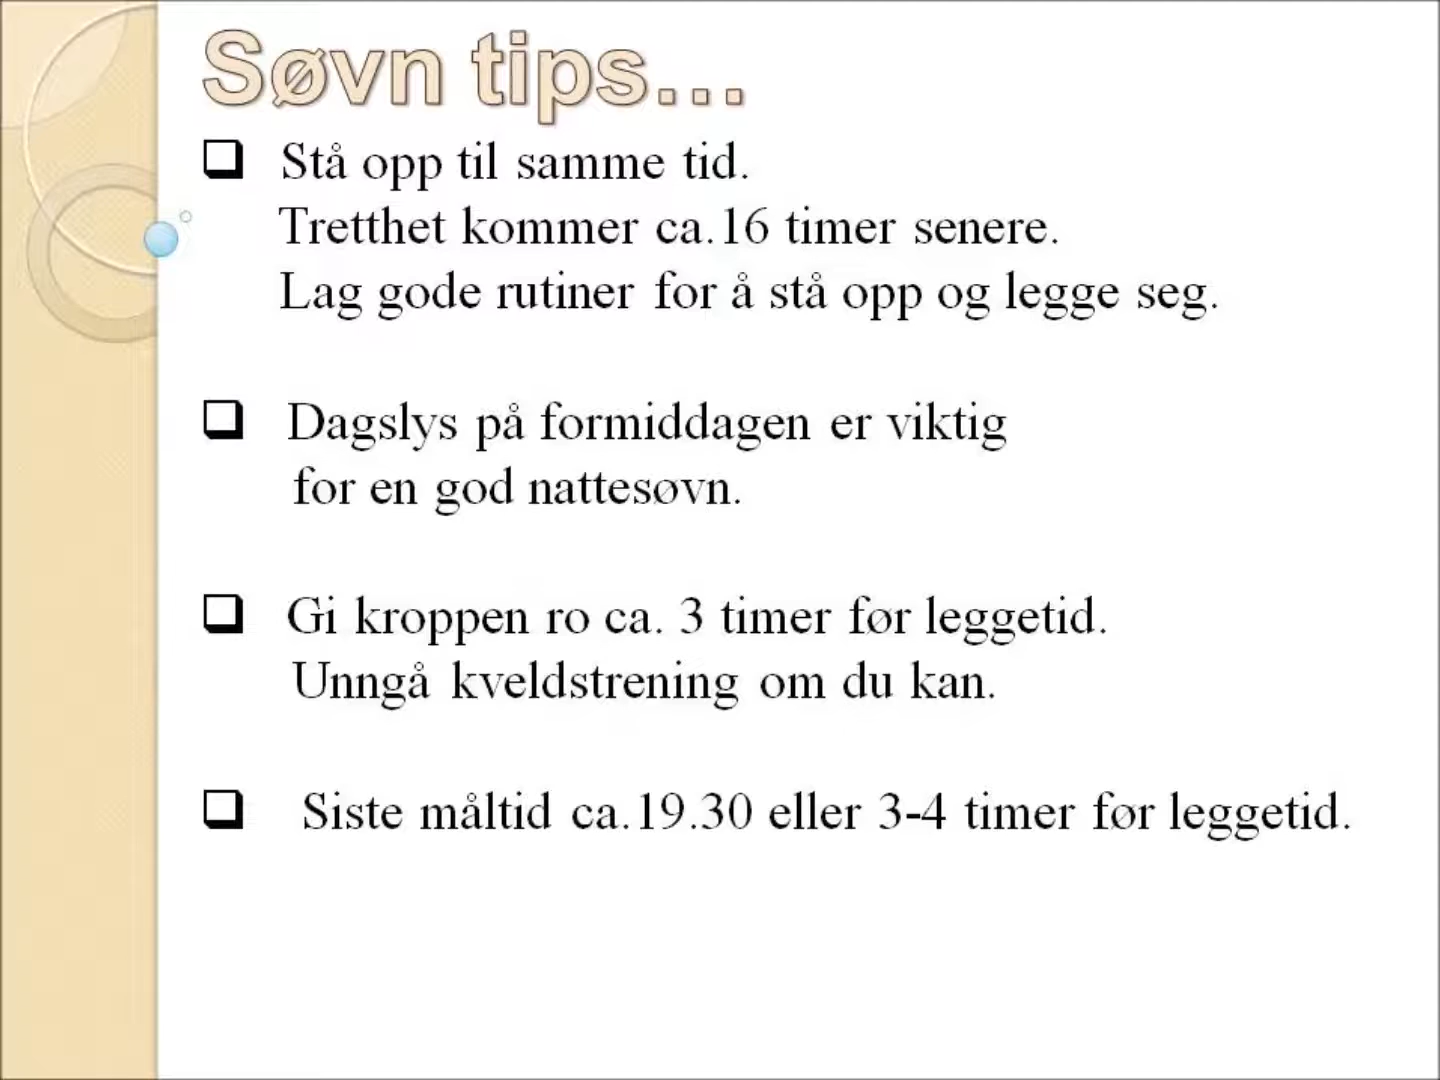 Søvn tips...
Stå opp til samme tid.
Tretthet kommer ca.16 timer senere.
Lag gode rutiner for å stå opp og legge seg.
Dagslys på formiddagen er viktig
for en god nattesøvn.
Gi kroppen ro ca. 3 timer før leggetid.
Unngå kveldstrening om du kan.
Siste måltid ca.19.30 eller 3-4 timer før leggetid.